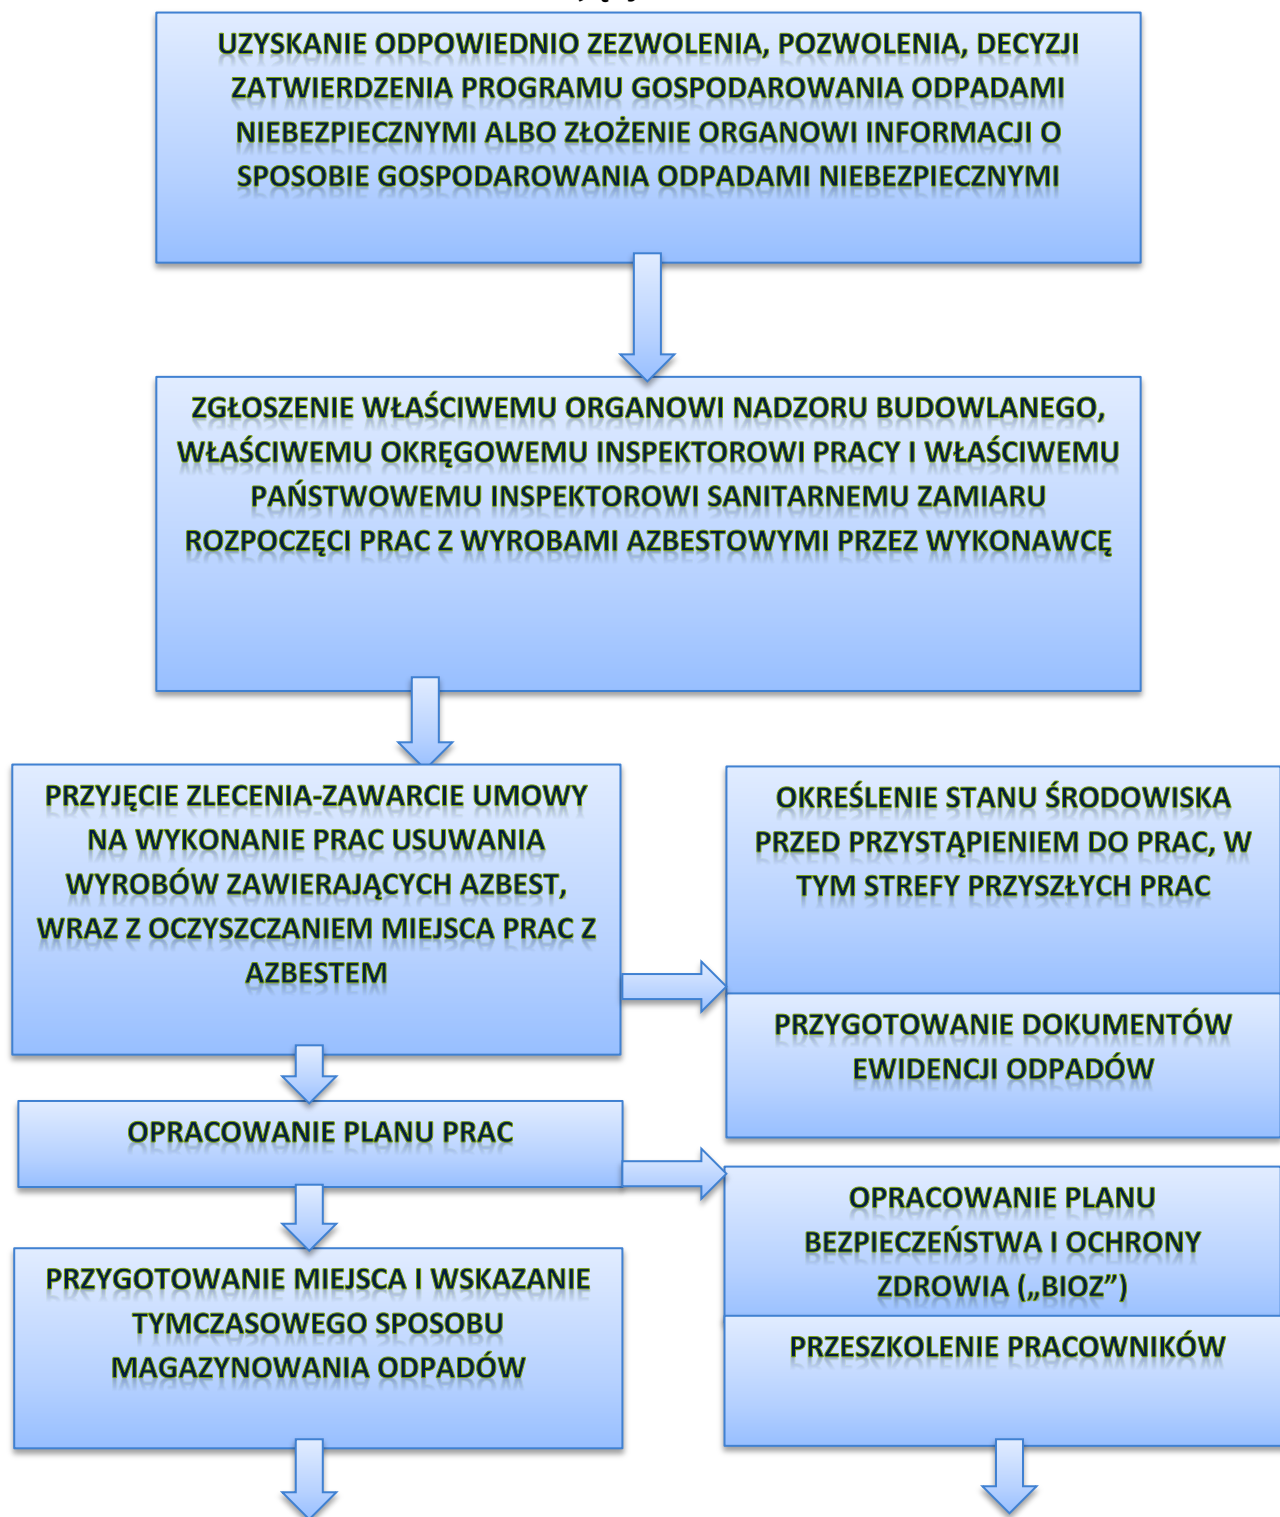 UZYSKANIE ODPOWIEDNIO ZEZWOLENIA, POZWOLENIA, DECYZJI
ZATWIERDZENIA PROGRAMU GOSPODAROWANIA ODPADAMI
NIEBEZPIECZNYMI ALBO ZŁOŻENIE ORGANOWI INFORMACJI O
SPOSOBIE GOSPODAROWANIA ODPADAMI NIEBEZPIECZNYMI
ZGŁOSZENIE WŁAŚCIWEMU ORGANOWI NADZORU BUDOWLANEGO,
WŁAŚCIWEMU OKRĘGOWEMU INSPEKTOROWI PRACY I WŁAŚCIWEMU
PAŃSTWOWEMU INSPEKTOROWI SANITARNEMU ZAMIARU
ROZPOCZĘCI PRAC Z WYROBAMI AZBESTOWYMI PRZEZ WYKONAWCĘ
PRZYJĘCIE ZLECENIA-ZAWARCIE UMOWY
NA WYKONANIE PRAC USUWANIA
WYROBÓW ZAWIERAJĄCYCH AZBEST,
WRAZ Z OCZYSZCZANIEM MIEJSCA PRAC Z
AZBESTEM
OKREŚLENIE STANU ŚRODOWISKA
PRZED PRZYSTĄPIENIEM DO PRAC, W
TYM STREFY PRZYSZŁYCH PRAC
PRZYGOTOWANIE DOKUMENTÓW
EWIDENCJI ODPADÓW
OPRACOWANIE PLANU PRAC
OPRACOWANIE PLANU
BEZPIECZEŃSTWA I OCHRONY
ZDROWIA („BIOZ”)
PRZYGOTOWANIE MIEJSCA I WSKAZANIE
TYMCZASOWEGO SPOSOBU
MAGAZYNOWANIA ODPADÓW
PRZESZKOLENIE PRACOWNIKÓW